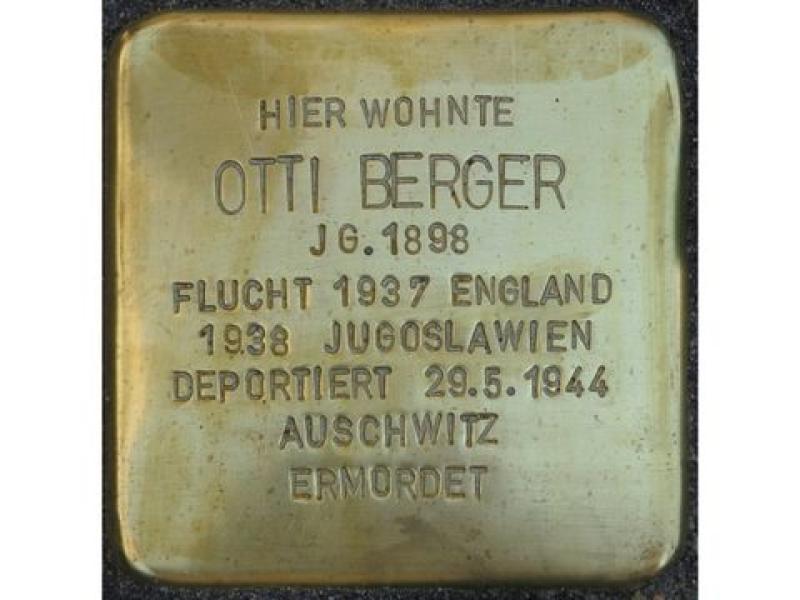 HIER WOHNTE
OTTI BERGER
JG. 1898
FLUCHT 1937 ENGLAND
1938 JUGOSLAWIEN
DEPORTIERT 29.5.1944
AUSCHWITZ
ERMORDET